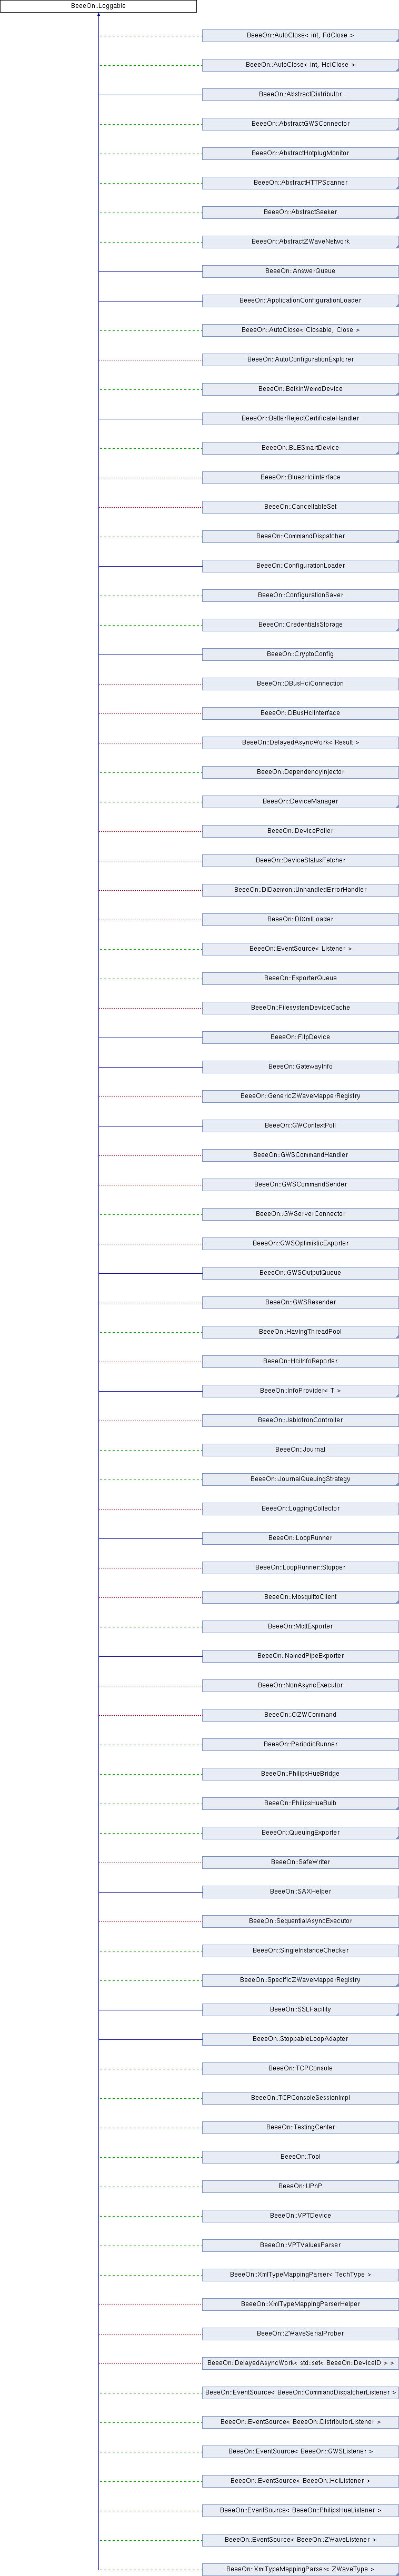 BeeeOn::Loggable
BeeeOn::AutoClose< int, FdClose >
BeeeOn::AutoClose< int, HciClose >
BeeeOn::AbstractDistributor
BeeeOn::AbstractGWSConnector
BeeeOn::AbstractHotplugMonitor
BeeeOn::AbstractHTTPScanner
BeeeOn::AbstractSeeker
BeeeOn::AbstractZWaveNetwork
BeeeOn::AnswerQueue
BeeeOn::ApplicationConfigurationLoader
BeeeOn::AutoClose< Closable, Close >
BeeeOn::AutoConfigurationExplorer
BeeeOn::BelkinWemoDevice
BeeeOn::BetterRejectCertificateHandler
BeeeOn::BLESmartDevice
BeeeOn::BluezHciInterface
BeeeOn::CancellableSet
BeeeOn::CommandDispatcher
BeeeOn::ConfigurationLoader
BeeeOn::ConfigurationSaver
BeeeOn::CredentialsStorage
BeeeOn::CryptoConfig
BeeeOn::DBusHciConnection
BeeeOn::DBusHciInterface
BeeeOn::DelayedAsyncWork< Result >
BeeeOn::DependencyInjector
BeeeOn::DeviceManager
BeeeOn::DevicePoller
BeeeOn::DeviceStatusFetcher
BeeeOn::DIDaemon::UnhandledErrorHandler
BeeeOn::DIXmlLoader
BeeeOn::EventSource< Listener >
BeeeOn::ExporterQueue
BeeeOn::FilesystemDeviceCache
BeeeOn::FitpDevice
BeeeOn::GatewayInfo
BeeeOn::GenericZWaveMapperRegistry
BeeeOn::GWContextPoll
BeeeOn::GWSCommandHandler
BeeeOn::GWSCommandSender
BeeeOn::GWServerConnector
BeeeOn::GWSOptimisticExporter
BeeeOn::GWSOutputQueue
BeeeOn::GWSResender
BeeeOn::HavingThreadPool
BeeeOn::HciInfoReporter
BeeeOn::InfoProvider< T >
BeeeOn::JablotronController
BeeeOn::Journal
BeeeOn::JournalQueuingStrategy
BeeeOn::LoggingCollector
BeeeOn::LoopRunner
BeeeOn::LoopRunner::Stopper
BeeeOn::MosquittoClient
BeeeOn::MqttExporter
BeeeOn::NamedPipeExporter
BeeeOn::NonAsyncExecutor
BeeeOn::OZWCommand
BeeeOn::PeriodicRunner
BeeeOn::PhilipsHueBridge
BeeeOn::PhilipsHueBulb
BeeeOn::QueuingExporter
BeeeOn::SafeWriter
BeeeOn::SAXHelper
BeeeOn::SequentialAsyncExecutor
BeeeOn::SingleInstanceChecker
BeeeOn::SpecificZWaveMapperRegistry
BeeeOn::SSLFacility
BeeeOn::StoppableLoopAdapter
BeeeOn::TCPConsole
BeeeOn::TCPConsoleSessionImpl
BeeeOn::TestingCenter
BeeeOn::Tool
BeeeOn::UPnP
BeeeOn::VPTDevice
BeeeOn::VPTValuesParser
BeeeOn::XmlTypeMappingParser< TechType >
BeeeOn::XmlTypeMappingParserHelper
BeeeOn::ZWaveSerialProber
BeeeOn::DelayedAsyncWork< std::set< BeeeOn::DeviceID > >
BeeeOn::EventSource< BeeeOn::CommandDispatcherListener >
BeeeOn::EventSource< BeeeOn::DistributorListener >
BeeeOn::EventSource< BeeeOn::GWSListener >
BeeeOn::EventSource< BeeeOn::HciListener >
BeeeOn::EventSource< BeeeOn::PhilipsHueListener >
BeeeOn::EventSource< BeeeOn::ZWaveListener >
BeeeOn::XmlTypeMappingParser< ZWaveType >